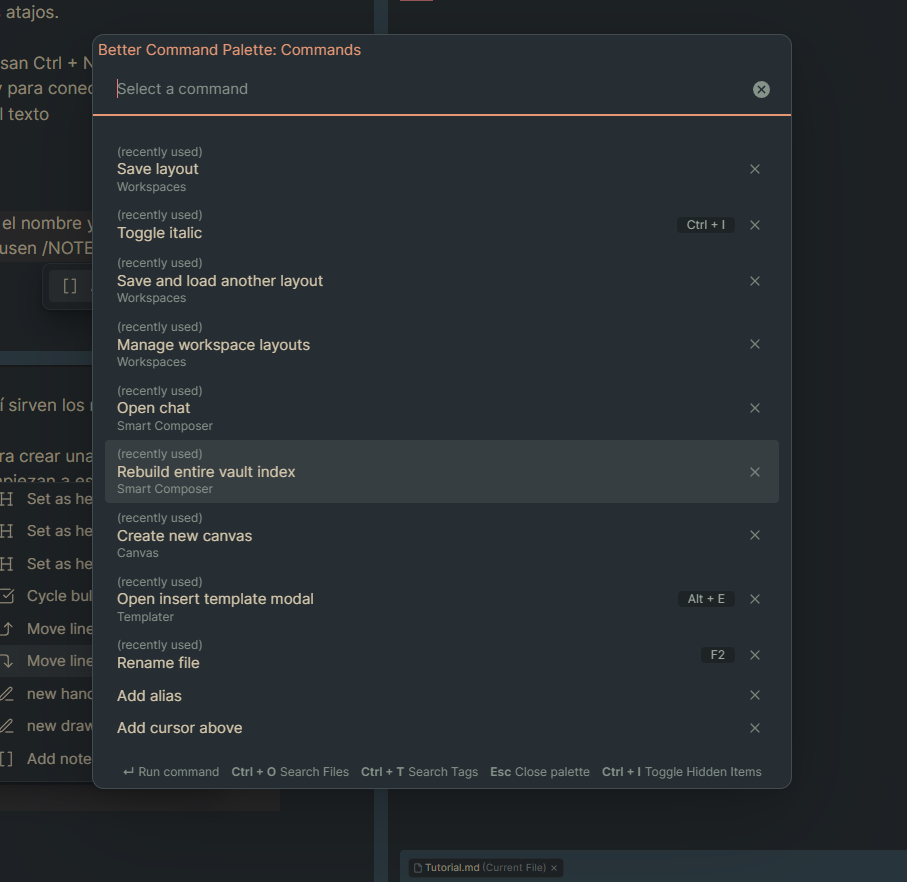 atajos.
san Ctrl + N
para conec
texto
el nombre y
usen /NOTE
[]
í sirven los
ra crear una
Set as he
Set as he
Set as he
Cycle bul
Move line
Move line
new hand
new draw
Add note
Better Command Palette: Commands
Select a command
(recently used)
Save layout
Workspaces
(recently used)
Toggle italic
Ctrl + I
(recently used)
Save and load another layout
Workspaces
(recently used)
Manage workspace layouts
Workspaces
(recently used)
Open chat
Smart Composer
(recently used)
Rebuild entire vault index
Smart Composer
(recently used)
Create new canvas
Canvas
(recently used)
Open insert template modal
Alt + E
Templater
(recently used)
Rename file
F2
Add alias
Add cursor above
↵ Run command Ctrl + O Search Files Ctrl + T Search Tags Esc Close palette Ctrl + I Toggle Hidden Items
Tutorial.md (Current File) ×